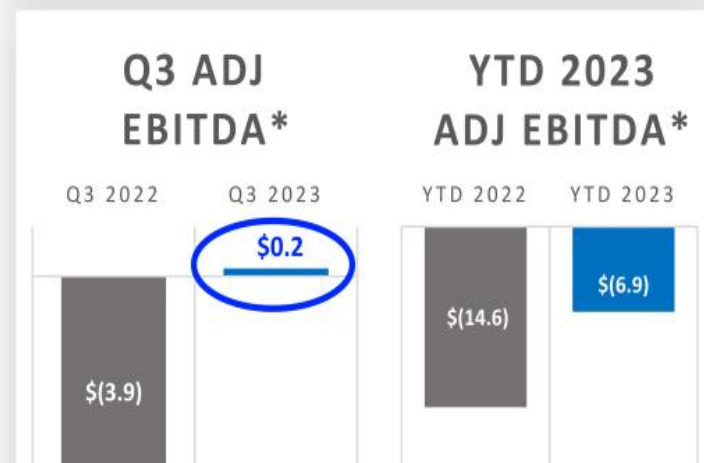 Q3 ADJ
EBITDA*
Q3 2022 Q3 2023
$0.2
$(3.9)
YTD 2023
ADJ EBITDA*
YTD 2022 YTD 2023
$(6.9)
$(14.6)